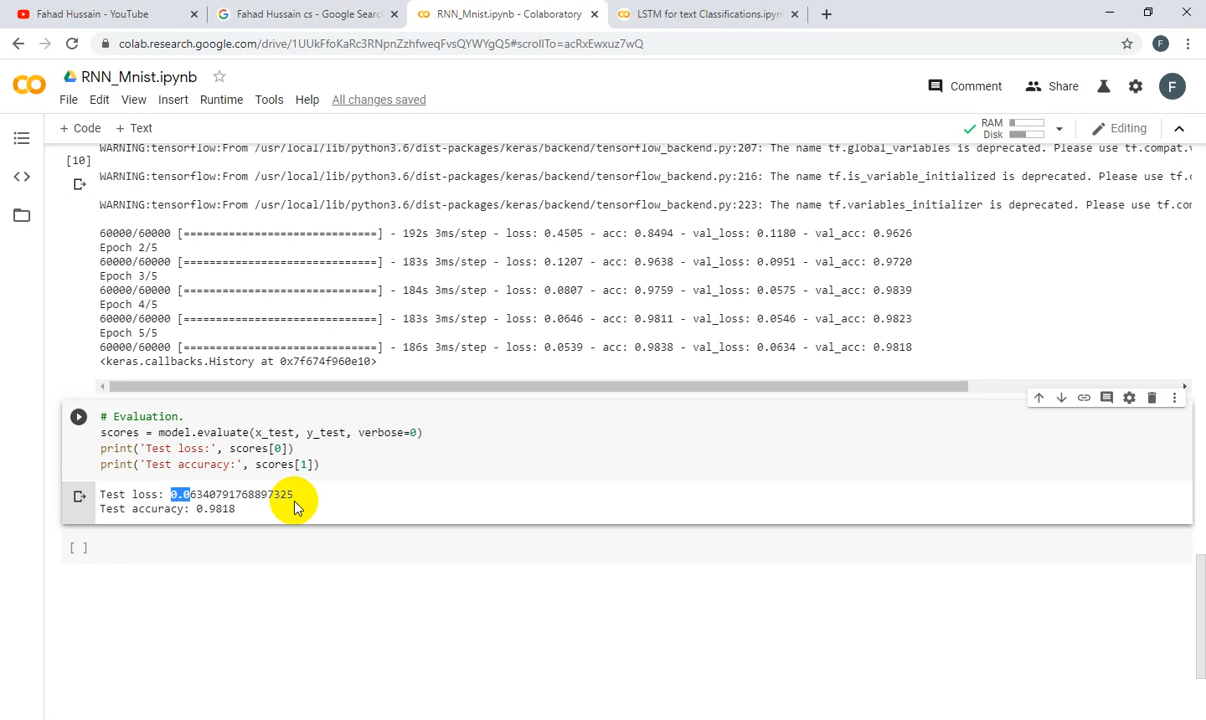 Fahad Hussain - YouTube
Fahad Hussain cs - Google Searc
RNN_Mnist.ipynb - Colaboratory
LSTM for text Classifications.ipyn
colab.research.google.com/drive/1UUkFfoKaRc3RNpnZzhfweqFvsQYWYgQ5#scrollTo=acRxEwxuz7wQ
F
RNN_Mnist.ipynb
Comment
Share
F
File Edit View Insert Runtime Tools Help All changes saved
+ Code + Text
RAM
Disk
Editing
WARNING:tensorflow:From /usr/local/lib/python3.6/dist-packages/keras/backend/tensorflow_backend.py:207: The name tf.global_variables is deprecated. Please use tf.compat.
[10]
WARNING:tensorflow:From /usr/local/lib/python3.6/dist-packages/keras/backend/tensorflow_backend.py:216: The name tf.is_variable_initialized is deprecated. Please use tf.c
WARNING:tensorflow:From /usr/local/lib/python3.6/dist-packages/keras/backend/tensorflow_backend.py:223: The name tf.variables_initializer is deprecated. Please use tf.com
60000/60000 [==============================] - 192s 3ms/step - loss: 0.4505 - acc: 0.8494 - val_loss: 0.1180 - val_acc: 0.9626
Epoch 2/5
60000/60000 [==============================] - 183s 3ms/step - loss: 0.1207 - acc: 0.9638 - val_loss: 0.0951 - val_acc: 0.9720
Epoch 3/5
60000/60000 [==============================] - 184s 3ms/step - loss: 0.0807 - acc: 0.9759 - val_loss: 0.0575 - val_acc: 0.9839
Epoch 4/5
60000/60000 [==============================] - 183s 3ms/step - loss: 0.0646 - acc: 0.9811 - val_loss: 0.0546 - val_acc: 0.9823
Epoch 5/5
60000/60000 [==============================] - 186s 3ms/step - loss: 0.0539 - acc: 0.9838 - val_loss: 0.0634 - val_acc: 0.9818
<keras.callbacks.History at 0x7f674f960e10>
# Evaluation.
scores = model.evaluate(x_test, y_test, verbose=0)
print('Test loss:', scores[0])
print('Test accuracy:', scores[1])
Test loss: 0.06340791768897325
Test accuracy: 0.9818
[ ]